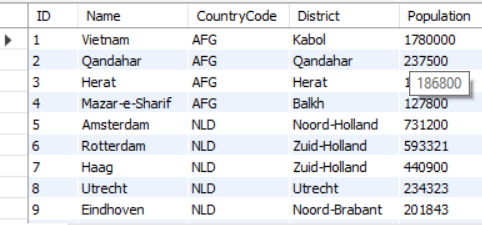 ID Name CountryCode District Population
1 Vietnam AFG Kabol 1780000
2 Qandahar AFG Qandahar 237500
3 Herat AFG Herat 186800
4 Mazar-e-Sharif AFG Balkh 127800
5 Amsterdam NLD Noord-Holland 731200
6 Rotterdam NLD Zuid-Holland 593321
7 Haag NLD Zuid-Holland 440900
8 Utrecht NLD Utrecht 234323
9 Eindhoven NLD Noord-Brabant 201843